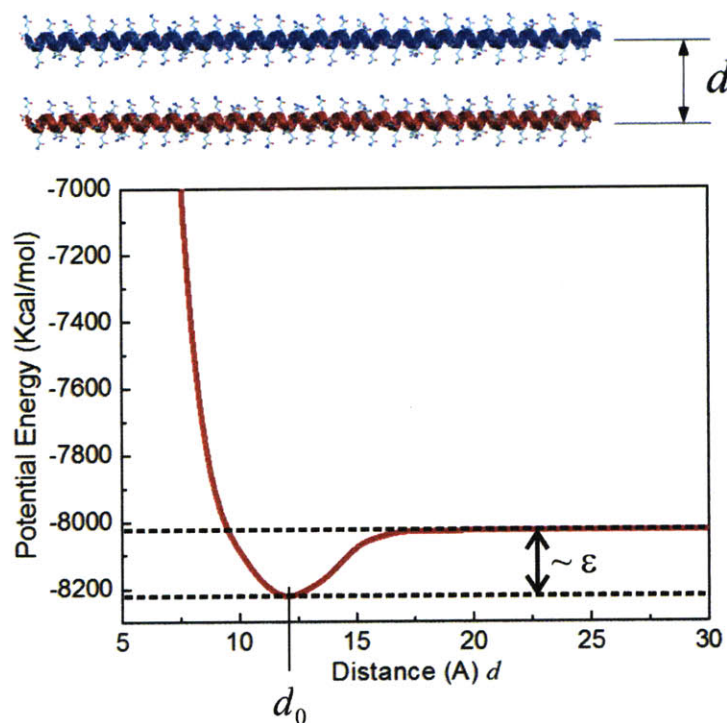 d
-7000
-7200
-7400
-7600
-7800
-8000
-8200
Potential Energy (Kcal/mol)
~ ε
5 10 15 20 25 30
Distance (A) d
d₀